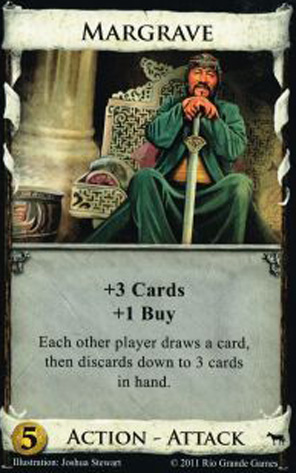 MARGRAVE
+3 Cards
+1 Buy
Each other player draws a card,
then discards down to 3 cards
in hand.
5 ACTION - ATTACK
Illustration: Joshua Stewart © 2011 Rio Grande Games